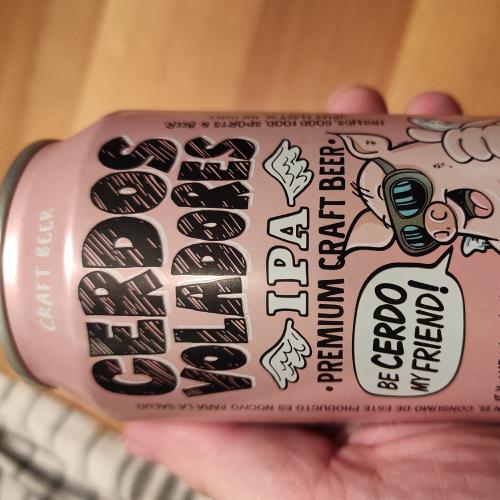 CRAFT BEER
CERDOS
VOLADORES
IPA
• PREMIUM CRAFT BEER •
BE CERDO
MY FRIEND!
FRIENDS, GOOD FOOD, SPORTS & BEER.
EL CONSUMO DE ESTE PRODUCTO ES NOCIVO PARA LA SALUD